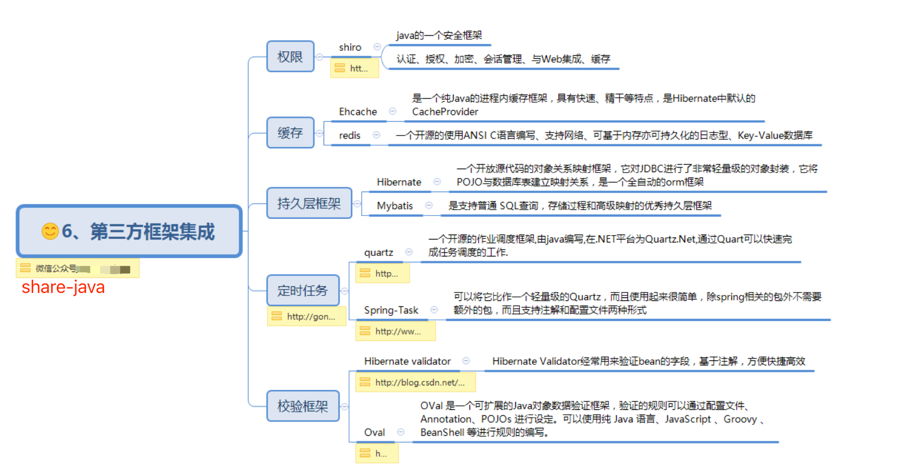 java的一个安全框架
权限
shiro
认证、授权、加密、会话管理、与Web集成、缓存
htt...
是一个纯Java的进程内缓存框架，具有快速、精干等特点，是Hibernate中默认的
Ehcache
CacheProvider
缓存
redis
一个开源的使用ANSI C语言编写、支持网络、可基于内存亦可持久化的日志型、Key-Value数据库
一个开放源代码的对象关系映射框架，它对JDBC进行了非常轻量级的对象封装，它将
Hibernate
POJO与数据库表建立映射关系，是一个全自动的orm框架
持久层框架
Mybatis
是支持普通 SQL查询，存储过程和高级映射的优秀持久层框架
6、第三方框架集成
微信公众号
share-java
一个开源的作业调度框架,由java编写,在.NET平台为Quartz.Net,通过Quart可以快速完
quartz
成任务调度的工作.
http...
定时任务
http://gon...
可以将它比作一个轻量级的Quartz，而且使用起来很简单，除spring相关的包外不需要
Spring-Task
额外的包，而且支持注解和配置文件两种形式
http://ww...
Hibernate validator
Hibernate Validator经常用来验证bean的字段，基于注解，方便快捷高效
http://blog.csdn.net/...
校验框架
OVal 是一个可扩展的Java对象数据验证框架，验证的规则可以通过配置文件、
Annotation、POJOs 进行设定。可以使用纯 Java 语言、JavaScript 、Groovy 、
Oval
BeanShell 等进行规则的编写。
h...